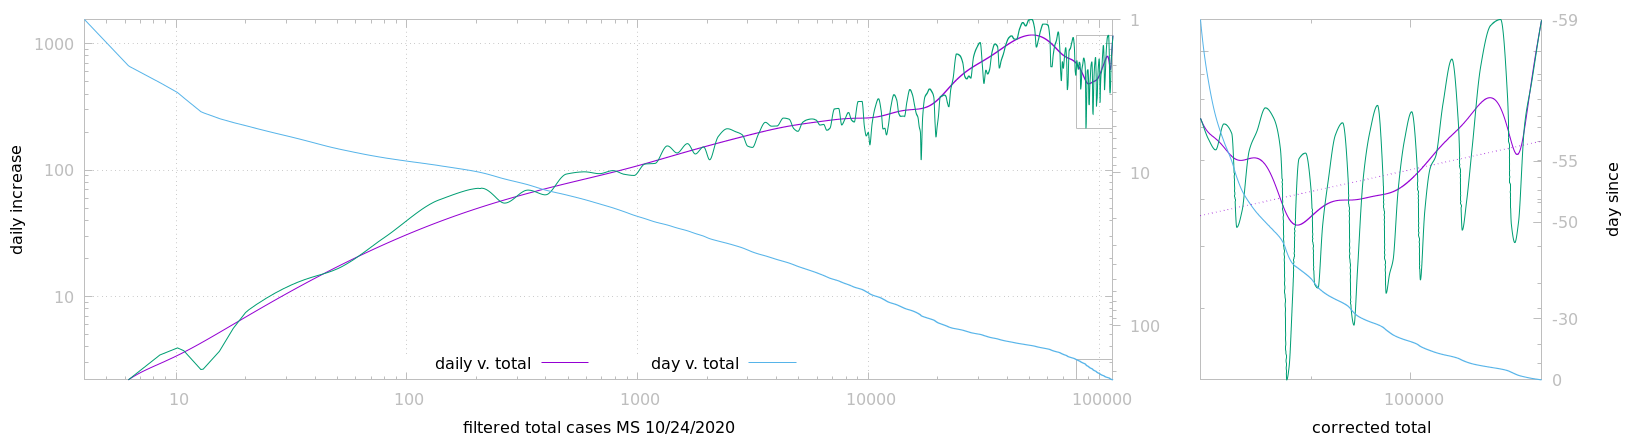 1000
100
10
daily increase
10
100
1000
10000
100000
1
10
100
daily v. total
day v. total
filtered total cases MS 10/24/2020
-59
-55
-50
-30
0
day since
100000
corrected total